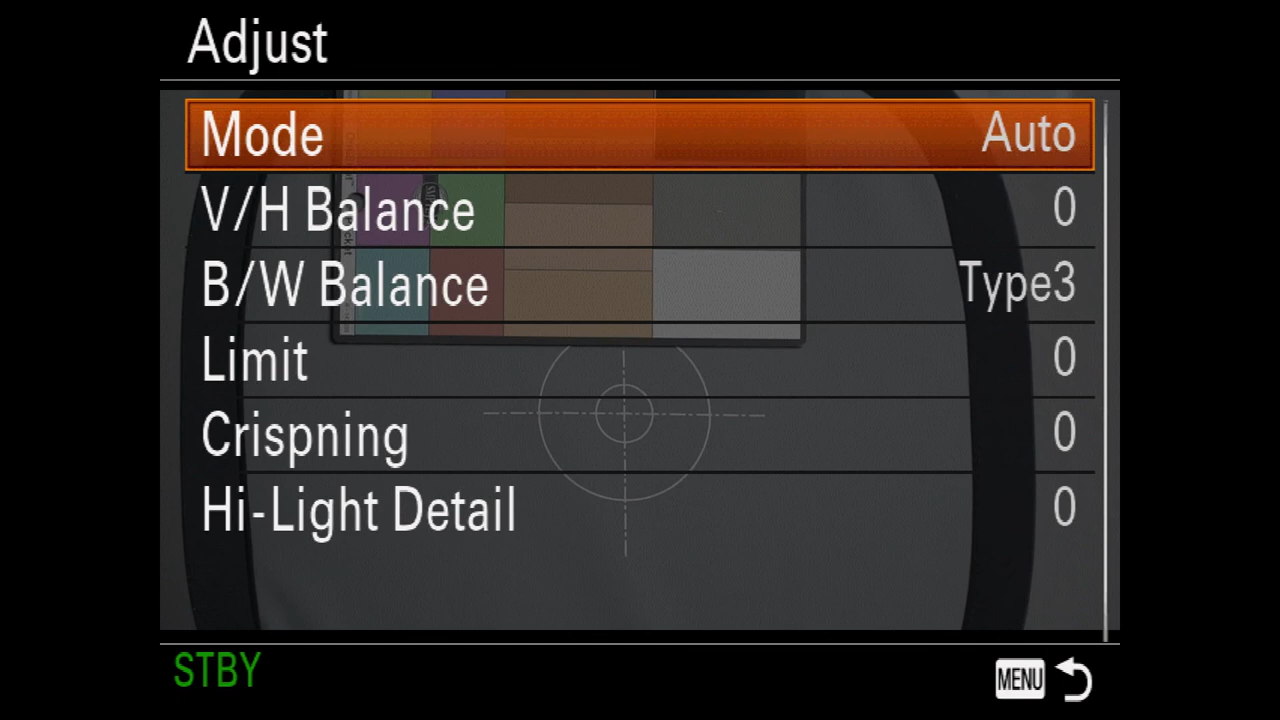 Adjust
Mode Auto
V/H Balance 0
B/W Balance Type3
Limit 0
Crispning 0
Hi-Light Detail 0
STBY MENU